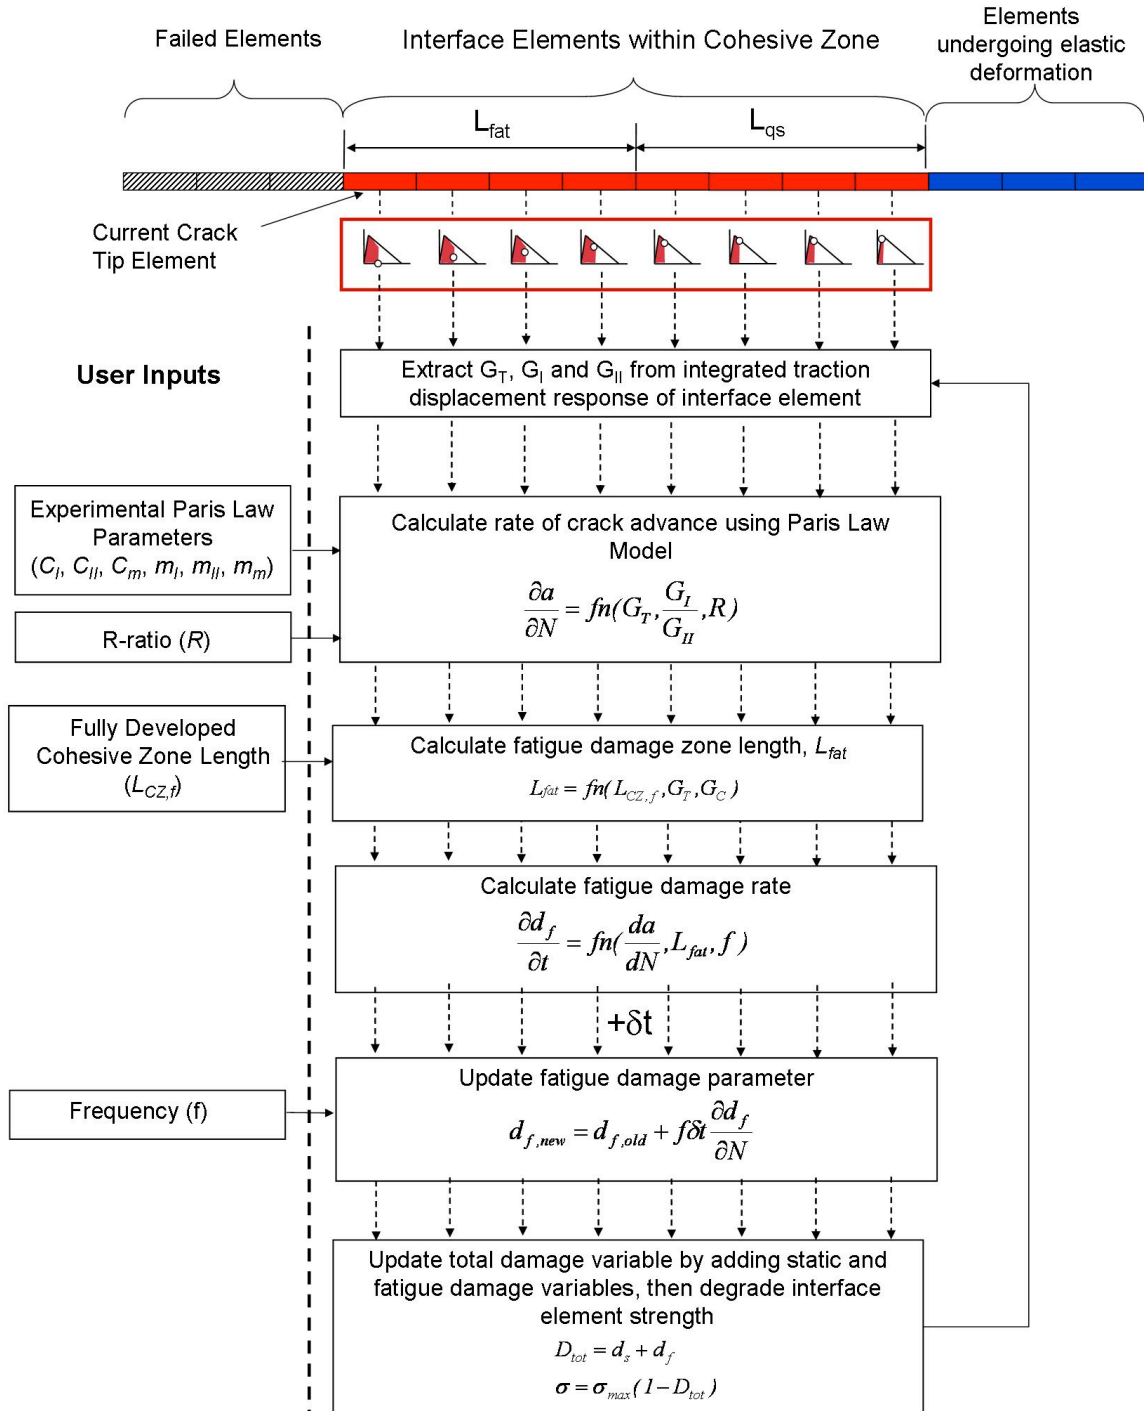 Failed Elements
Interface Elements within Cohesive Zone
Elements
undergoing elastic
deformation
L_fat
L_qs
Current Crack
Tip Element
User Inputs
Extract G_T, G_I and G_II from integrated traction
displacement response of interface element
Experimental Paris Law
Parameters
(C_I, C_II, C_m, m_I, m_II, m_m)
R-ratio (R)
Calculate rate of crack advance using Paris Law
Model
∂a/∂N = fn(G_T, G_I/G_II, R)
Fully Developed
Cohesive Zone Length
(L_CZ,f)
Calculate fatigue damage zone length, L_fat
L_fat = fn(L_CZ,f, G_T, G_C)
Calculate fatigue damage rate
∂d_f/∂t = fn(da/dN, L_fat, f)
+δt
Frequency (f)
Update fatigue damage parameter
d_f,new = d_f,old + fδt ∂d_f/∂N
Update total damage variable by adding static and
fatigue damage variables, then degrade interface
element strength
D_tot = d_s + d_f
σ = σ_max(1 − D_tot)